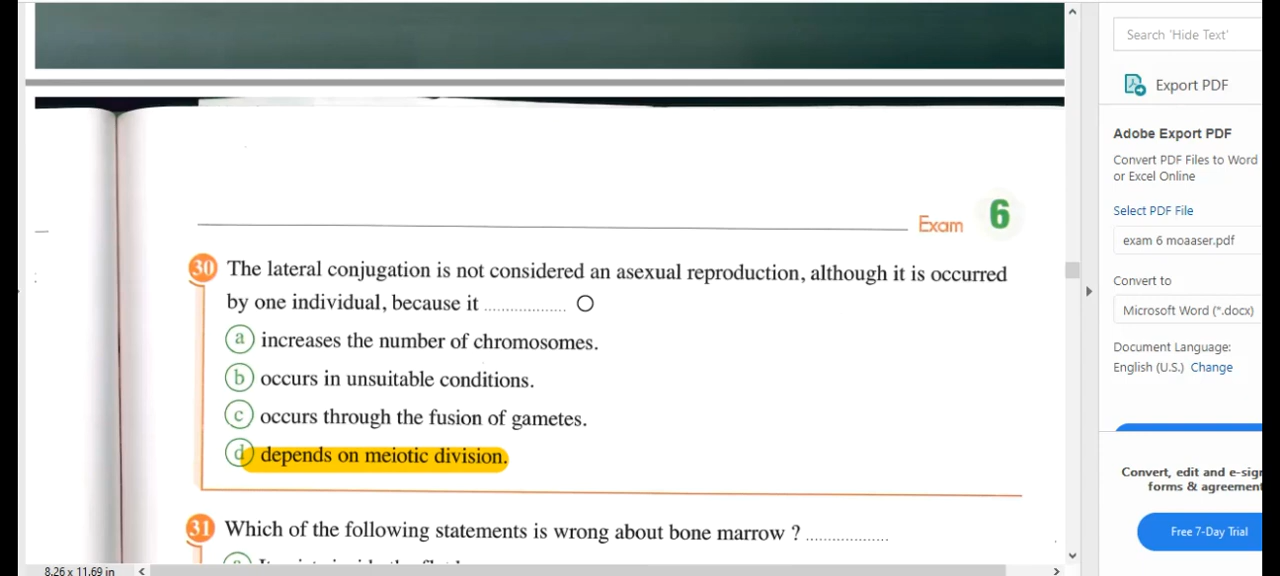 Search 'Hide Text'
Export PDF
Adobe Export PDF
Convert PDF Files to Word
or Excel Online
Select PDF File
exam 6 moaaser.pdf
Convert to
Microsoft Word (*.docx)
Document Language:
English (U.S.) Change
Convert, edit and e-sig
forms & agreement
Free 7-Day Trial
Exam 6
30 The lateral conjugation is not considered an asexual reproduction, although it is occurred
by one individual, because it ..................
a increases the number of chromosomes.
b occurs in unsuitable conditions.
c occurs through the fusion of gametes.
d depends on meiotic division.
31 Which of the following statements is wrong about bone marrow ? ..................
8.26 x 11.69 in